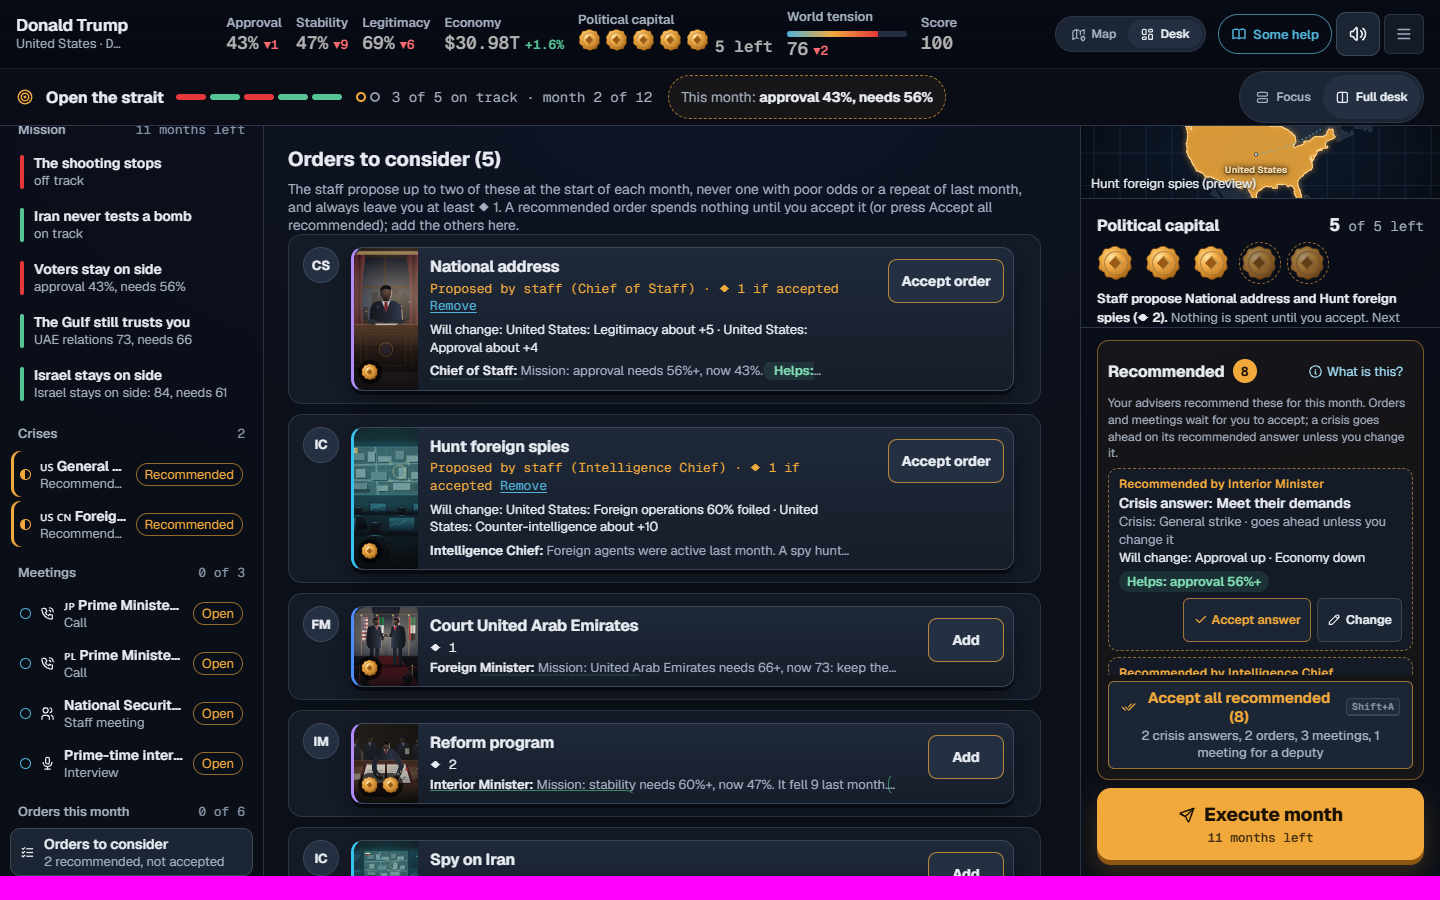 Donald Trump
United States · D...
Approval
43% ▾1
Stability
47% ▾9
Legitimacy
69% ▾6
Economy
$30.98T +1.6%
Political capital
5 left
World tension
76 ▾2
Score
100
Map
Desk
Some help
Open the strait
3 of 5 on track · month 2 of 12
This month: approval 43%, needs 56%
Focus
Full desk
Mission
11 months left
The shooting stops
off track
Iran never tests a bomb
on track
Voters stay on side
approval 43%, needs 56%
The Gulf still trusts you
UAE relations 73, needs 66
Israel stays on side
Israel stays on side: 84, needs 61
Crises
2
US General ...
Recommend...
Recommended
US CN Foreig...
Recommend...
Recommended
Meetings
0 of 3
JP Prime Ministe...
Call
Open
PL Prime Ministe...
Call
Open
National Securit...
Staff meeting
Open
Prime-time inter...
Interview
Open
Orders this month
0 of 6
Orders to consider
2 recommended, not accepted
Orders to consider (5)
The staff propose up to two of these at the start of each month, never one with poor odds or a repeat of last month,
and always leave you at least ◆ 1. A recommended order spends nothing until you accept it (or press Accept all
recommended); add the others here.
CS
National address
Proposed by staff (Chief of Staff) · ◆ 1 if accepted
Remove
Will change: United States: Legitimacy about +5 · United States:
Approval about +4
Chief of Staff: Mission: approval needs 56%+, now 43%. Helps:...
Accept order
IC
Hunt foreign spies
Proposed by staff (Intelligence Chief) · ◆ 1 if
accepted Remove
Will change: United States: Foreign operations 60% foiled · United
States: Counter-intelligence about +10
Intelligence Chief: Foreign agents were active last month. A spy hunt...
Accept order
FM
Court United Arab Emirates
◆ 1
Foreign Minister: Mission: United Arab Emirates needs 66+, now 73: keep the...
Add
IM
Reform program
◆ 2
Interior Minister: Mission: stability needs 60%+, now 47%. It fell 9 last month.(...
Add
IC
Spy on Iran
Add
United States
Hunt foreign spies (preview)
Political capital
5 of 5 left
Staff propose National address and Hunt foreign
spies (◆ 2). Nothing is spent until you accept. Next
Recommended 8
What is this?
Your advisers recommend these for this month. Orders
and meetings wait for you to accept; a crisis goes
ahead on its recommended answer unless you change
it.
Recommended by Interior Minister
Crisis answer: Meet their demands
Crisis: General strike · goes ahead unless you
change it
Will change: Approval up · Economy down
Helps: approval 56%+
Accept answer
Change
Recommended by Intelligence Chief
Accept all recommended
(8)
Shift+A
2 crisis answers, 2 orders, 3 meetings, 1
meeting for a deputy
Execute month
11 months left